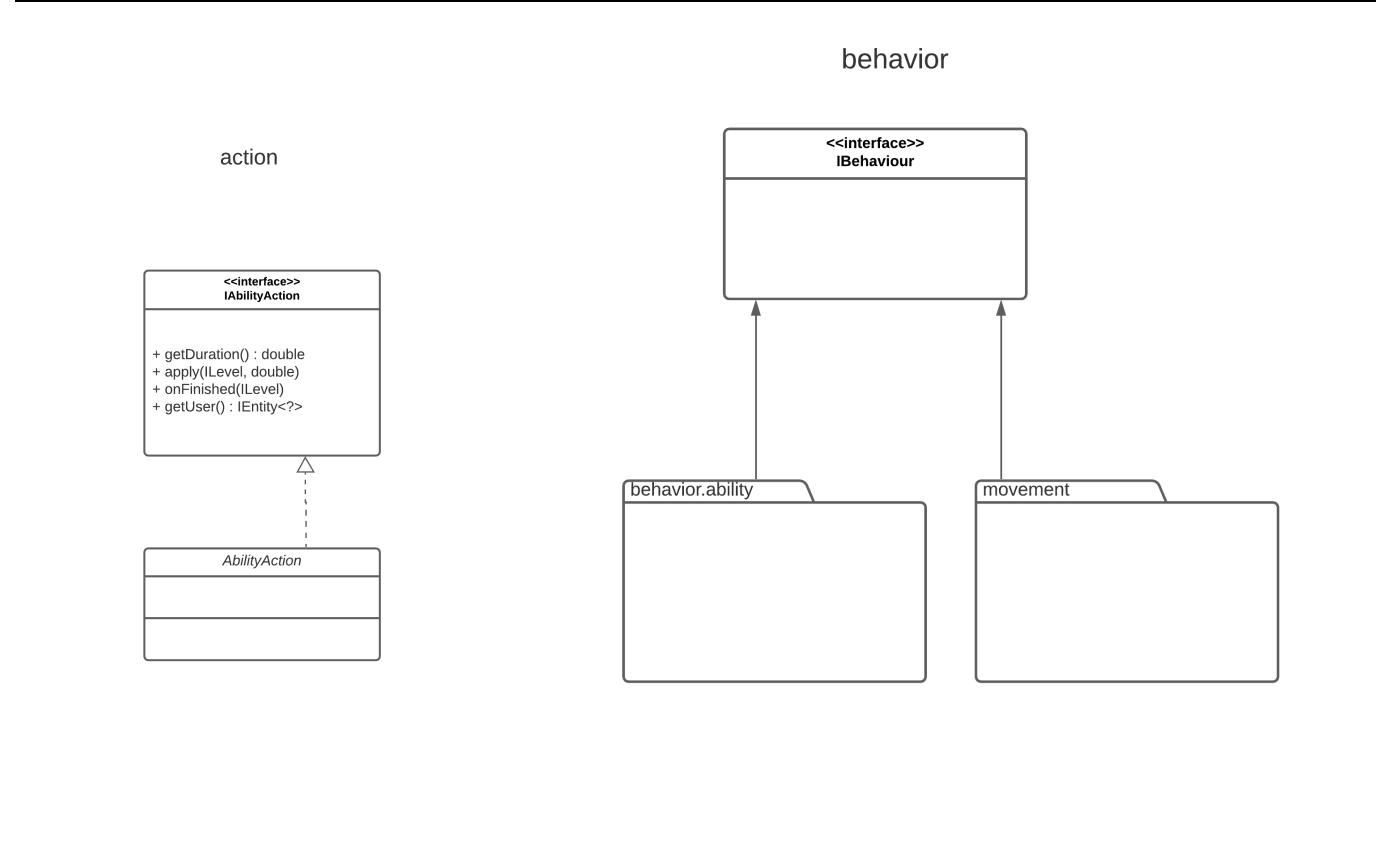 behavior
action
<<interface>>
IBehaviour
<<interface>>
IAbilityAction
+ getDuration() : double
+ apply(ILevel, double)
+ onFinished(ILevel)
+ getUser() : IEntity<?>
AbilityAction
behavior.ability
movement